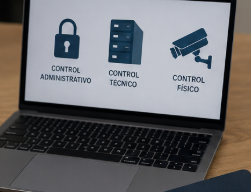 CONTROL
ADMINISTRATIVO
CONTROL
TÉCNICO
CONTROL
FÍSICO